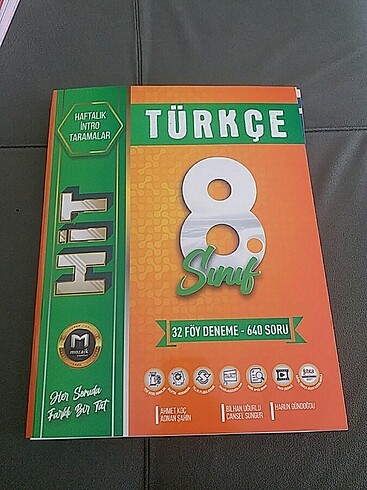 HAFTALIK
İNTRO
TARAMALAR
TÜRKÇE
HİT
8.
Sınıf
32 FÖY DENEME - 640 SORU
M
mozaik
Her Soruda
Farklı Bir Tat
AHMET KOÇ
ADNAN ŞAHİN
BİLHAN UĞURLU
CANSEL SUNGUR
HARUN GÜNDOĞDU